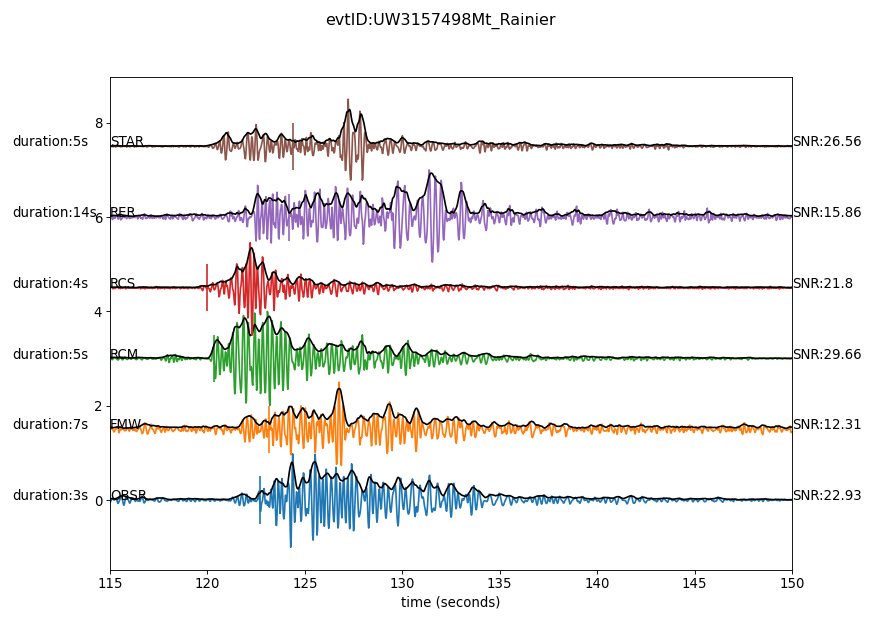 evtID:UW3157498Mt_Rainier
8
duration:5s STAR SNR:26.56
duration:14s RER SNR:15.86
6
duration:4s RCS SNR:21.8
4
duration:5s RCM SNR:29.66
2
duration:7s FMW SNR:12.31
duration:3s OBSR SNR:22.93
0
115 120 125 130 135 140 145 150
time (seconds)